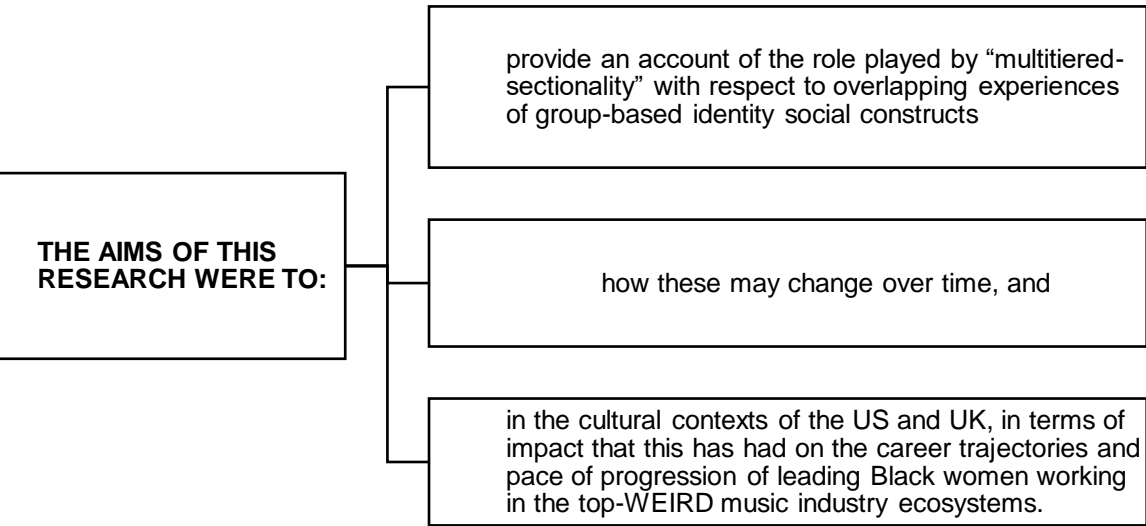 THE AIMS OF THIS
RESEARCH WERE TO:
provide an account of the role played by “multitiered-
sectionality” with respect to overlapping experiences
of group-based identity social constructs
how these may change over time, and
in the cultural contexts of the US and UK, in terms of
impact that this has had on the career trajectories and
pace of progression of leading Black women working
in the top-WEIRD music industry ecosystems.